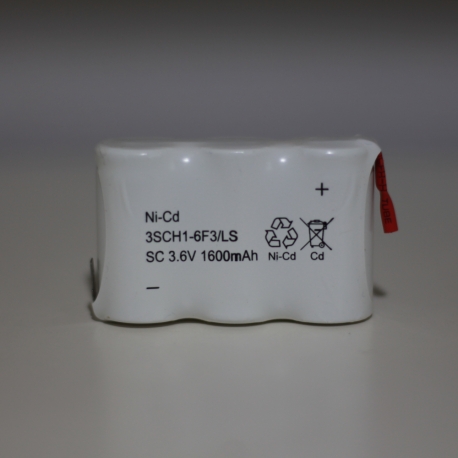 +
Ni-Cd
3SCH1-6F3/LS
SC 3.6V 1600mAh
Ni-Cd Cd
−